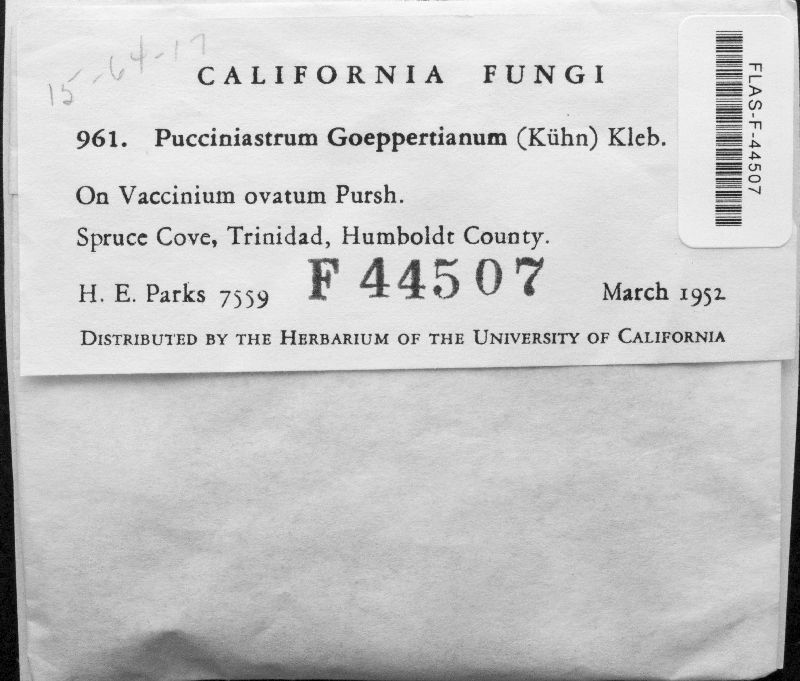 15-64-17
CALIFORNIA FUNGI
961. Pucciniastrum Goeppertianum (Kühn) Kleb.
On Vaccinium ovatum Pursh.
Spruce Cove, Trinidad, Humboldt County.
H. E. Parks 7559 F 44507 March 1952
DISTRIBUTED BY THE HERBARIUM OF THE UNIVERSITY OF CALIFORNIA
FLAS-F-44507